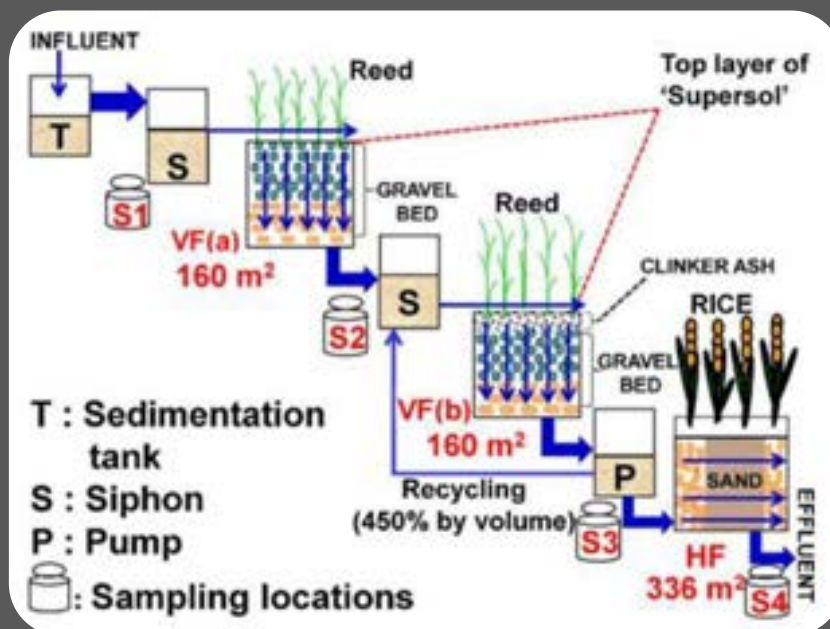 INFLUENT
Reed
Top layer of
'Supersol'
T
S
S1
GRAVEL
BED
VF(a)
160 m²
Reed
CLINKER ASH
S
S2
RICE
GRAVEL
BED
VF(b)
160 m²
T : Sedimentation
tank
S : Siphon
P : Pump
: Sampling locations
Recycling
(450% by volume)
P
S3
SAND
HF
336 m²
S4
EFFLUENT